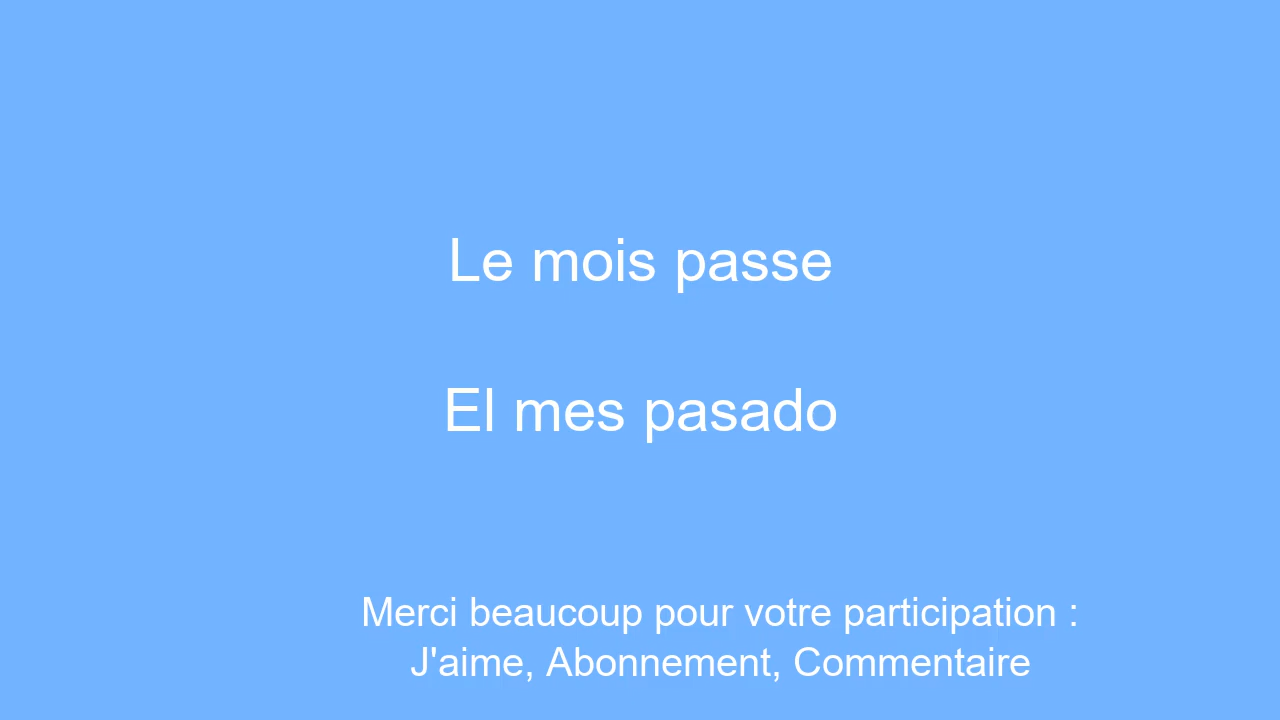 Le mois passe
El mes pasado
Merci beaucoup pour votre participation :
J'aime, Abonnement, Commentaire